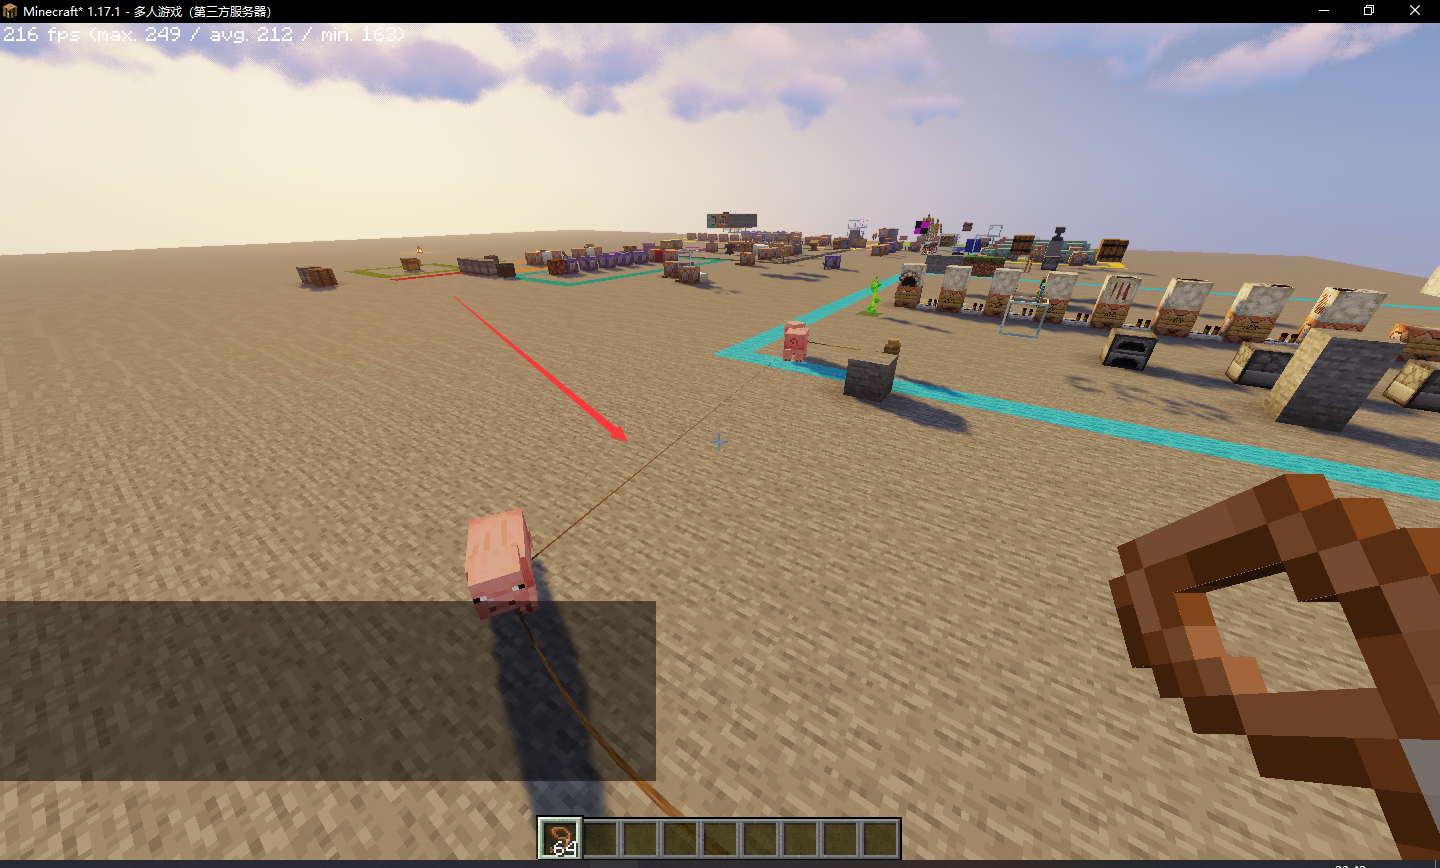 Minecraft* 1.17.1 - 多人游戏（第三方服务器）
216 fps (max. 249 / avg. 212 / min. 163)
64